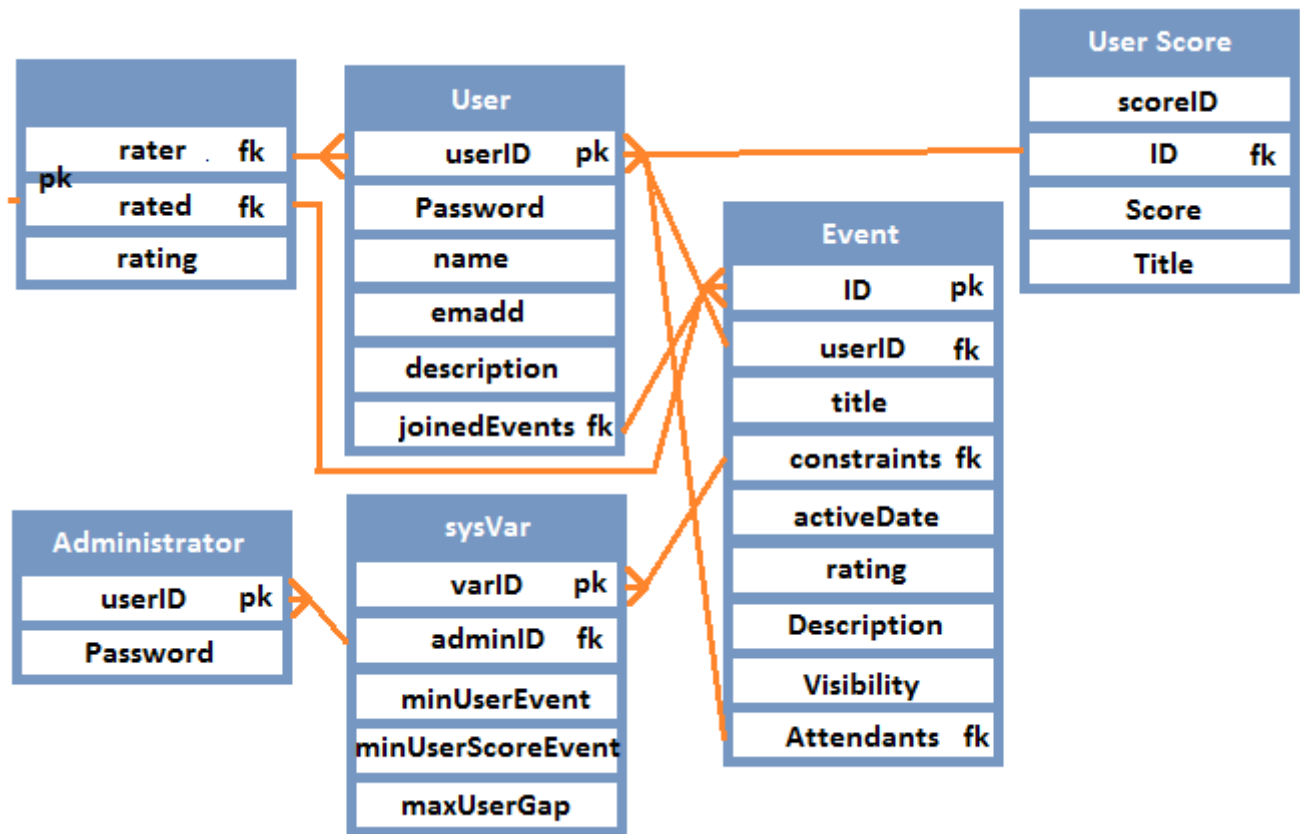 rater . fk
pk
rated fk
rating
User
userID pk
Password
name
emadd
description
joinedEvents fk
User Score
scoreID
ID fk
Score
Title
Event
ID pk
userID fk
title
constraints fk
activeDate
rating
Description
Visibility
Attendants fk
Administrator
userID pk
Password
sysVar
varID pk
adminID fk
minUserEvent
minUserScoreEvent
maxUserGap